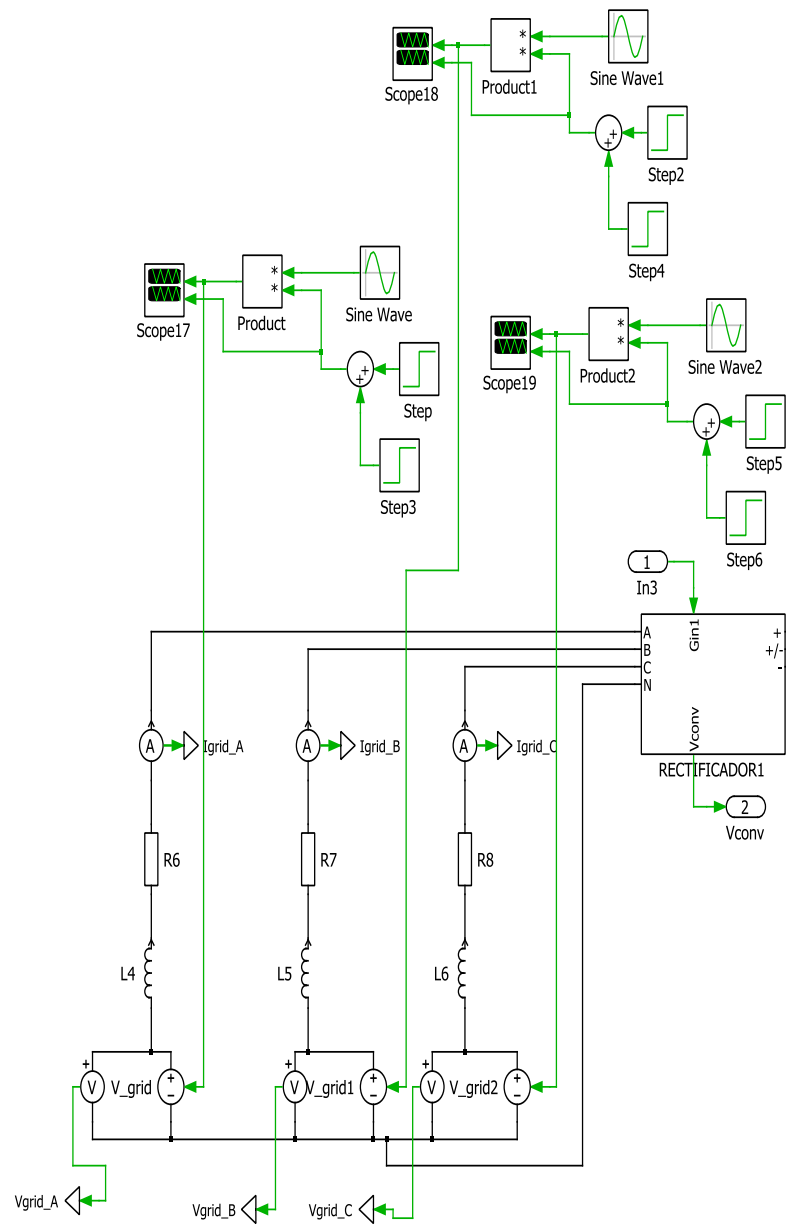 Sine Wave1
*
*
Product1
Scope18
+
+
Step2
Step4
*
*
Product
Scope17
Sine Wave
+
+
Step
Step3
*
*
Product2
Scope19
Sine Wave2
+
+
Step5
Step6
1
In3
A
B
C
N
Gin1
Vconv
+
+/-
-
RECTIFICADOR1
2
Vconv
A
Igrid_A
A
Igrid_B
A
Igrid_C
R6
R7
R8
L4
L5
L6
+
V
V_grid
+
−
+
V
V_grid1
+
−
+
V
V_grid2
+
−
Vgrid_A
Vgrid_B
Vgrid_C